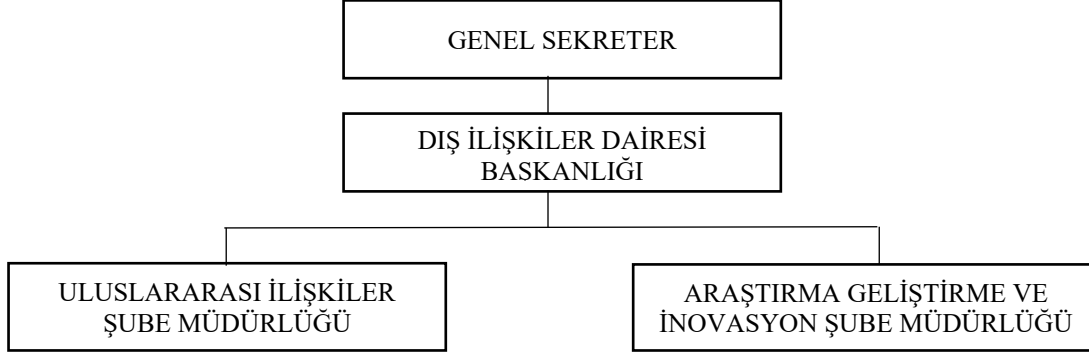 GENEL SEKRETER
DIŞ İLİŞKİLER DAİRESİ
BASKANLIĞI
ULUSLARARASI İLİŞKİLER
ŞUBE MÜDÜRLÜĞÜ
ARAŞTIRMA GELİŞTİRME VE
İNOVASYON ŞUBE MÜDÜRLÜĞÜ